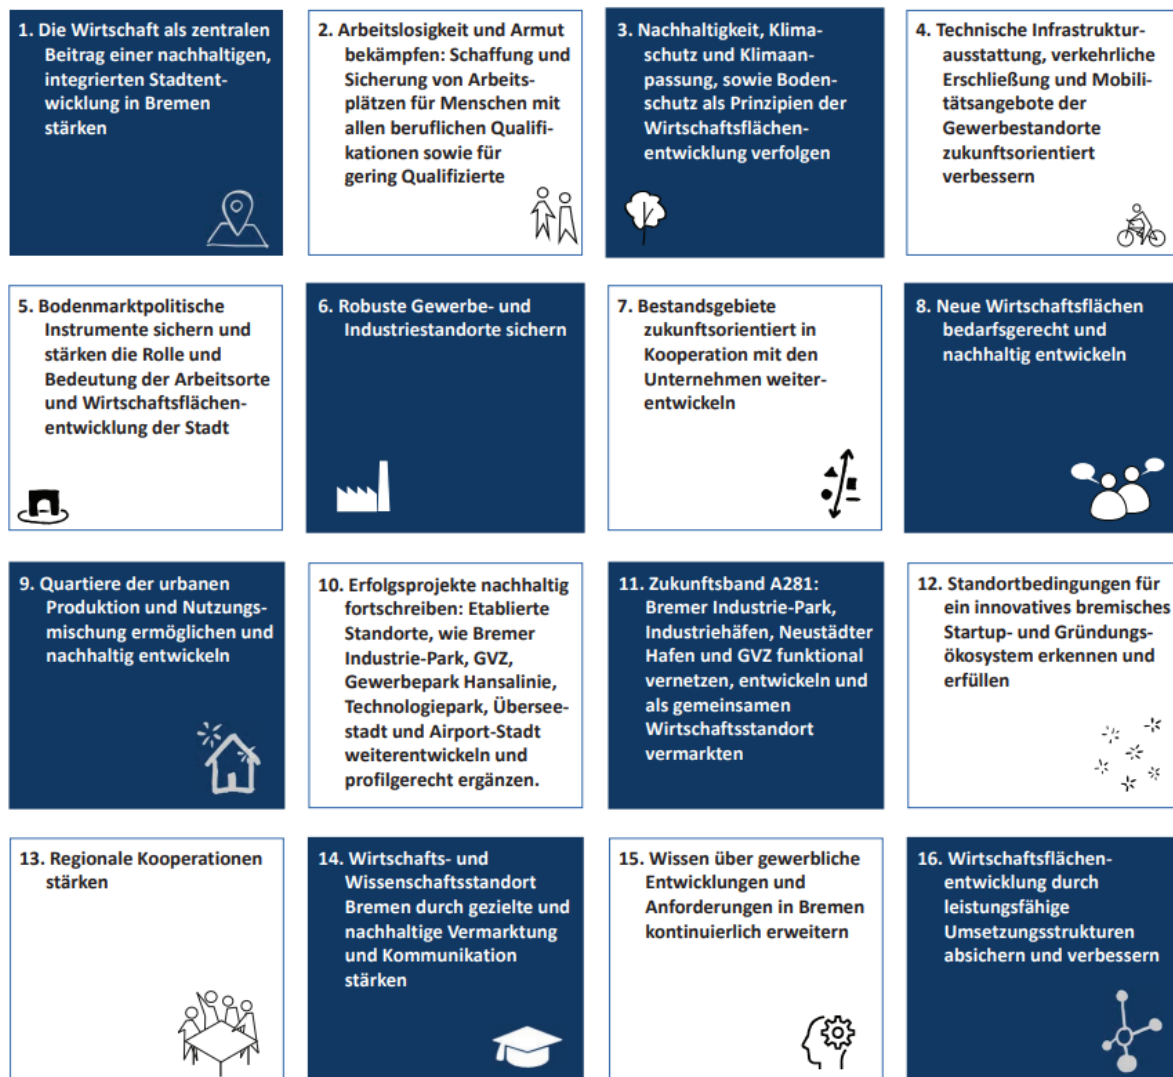 1. Die Wirtschaft als zentralen
Beitrag einer nachhaltigen,
integrierten Stadtent-
wicklung in Bremen
stärken
2. Arbeitslosigkeit und Armut
bekämpfen: Schaffung und
Sicherung von Arbeits-
plätzen für Menschen mit
allen beruflichen Qualifi-
kationen sowie für
gering Qualifizierte
3. Nachhaltigkeit, Klima-
schutz und Klimaan-
passung, sowie Boden-
schutz als Prinzipien der
Wirtschaftsflächen-
entwicklung verfolgen
4. Technische Infrastruktur-
ausstattung, verkehrliche
Erschließung und Mobili-
tätsangebote der
Gewerbestandorte
zukunftsorientiert
verbessern
5. Bodenmarktpolitische
Instrumente sichern und
stärken die Rolle und
Bedeutung der Arbeitsorte
und Wirtschaftsflächen-
entwicklung der Stadt
6. Robuste Gewerbe- und
Industriestandorte sichern
7. Bestandsgebiete
zukunftsorientiert in
Kooperation mit den
Unternehmen weiter-
entwickeln
8. Neue Wirtschaftsflächen
bedarfsgerecht und
nachhaltig entwickeln
9. Quartiere der urbanen
Produktion und Nutzungs-
mischung ermöglichen und
nachhaltig entwickeln
10. Erfolgsprojekte nachhaltig
fortschreiben: Etablierte
Standorte, wie Bremer
Industrie-Park, GVZ,
Gewerbepark Hansalinie,
Technologiepark, Übersee-
stadt und Airport-Stadt
weiterentwickeln und
profilgerecht ergänzen.
11. Zukunftsband A281:
Bremer Industrie-Park,
Industriehäfen, Neustädter
Hafen und GVZ funktional
vernetzen, entwickeln und
als gemeinsamen
Wirtschaftsstandort
vermarkten
12. Standortbedingungen für
ein innovatives bremisches
Startup- und Gründungs-
ökosystem erkennen und
erfüllen
13. Regionale Kooperationen
stärken
14. Wirtschafts- und
Wissenschaftsstandort
Bremen durch gezielte und
nachhaltige Vermarktung
und Kommunikation
stärken
15. Wissen über gewerbliche
Entwicklungen und
Anforderungen in Bremen
kontinuierlich erweitern
16. Wirtschaftsflächen-
entwicklung durch
leistungsfähige
Umsetzungsstrukturen
absichern und verbessern